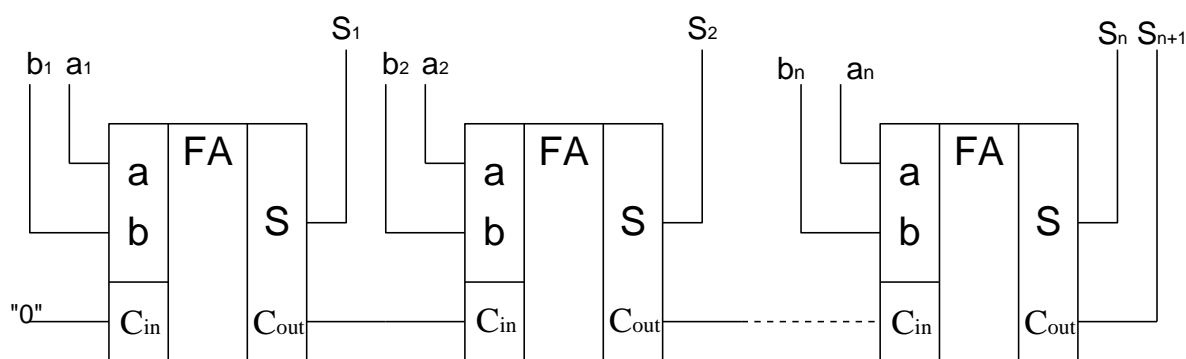 S1 S2 Sn Sn+1
b1 a1 b2 a2 bn an
FA FA FA
a a a
b S b S b S
"0" Cin Cout Cin Cout Cin Cout